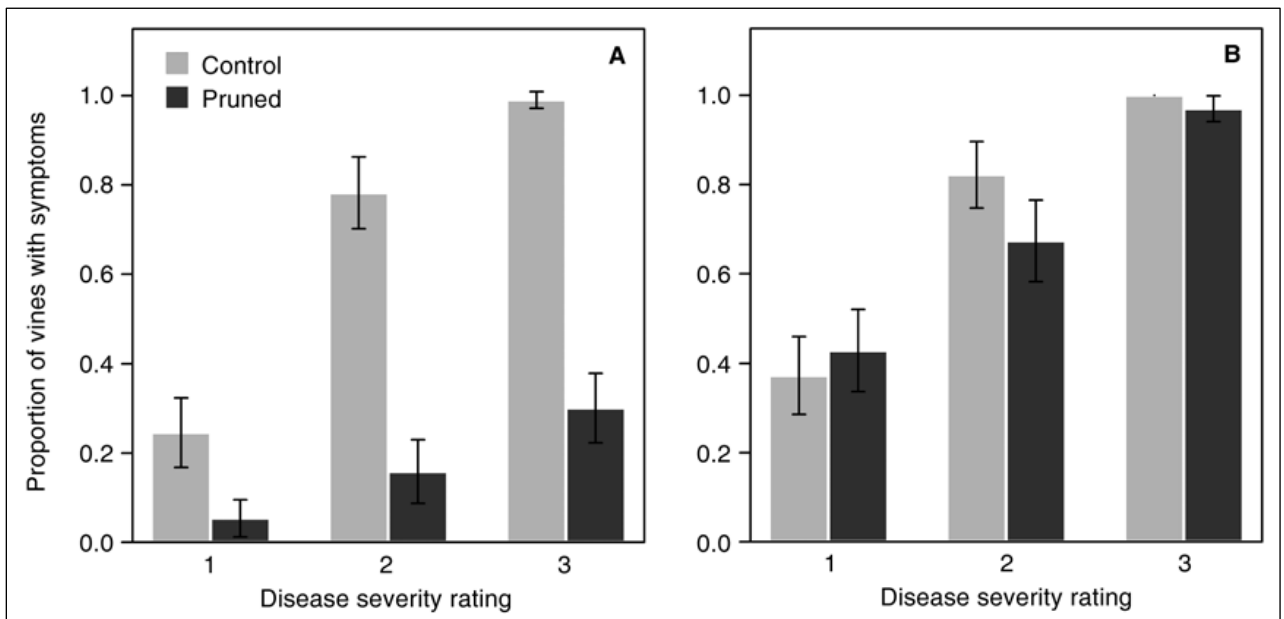 A
Control
Pruned
1.0
0.8
0.6
0.4
0.2
0.0
Proportion of vines with symptoms
1 2 3
Disease severity rating
B
1.0
0.8
0.6
0.4
0.2
0.0
1 2 3
Disease severity rating